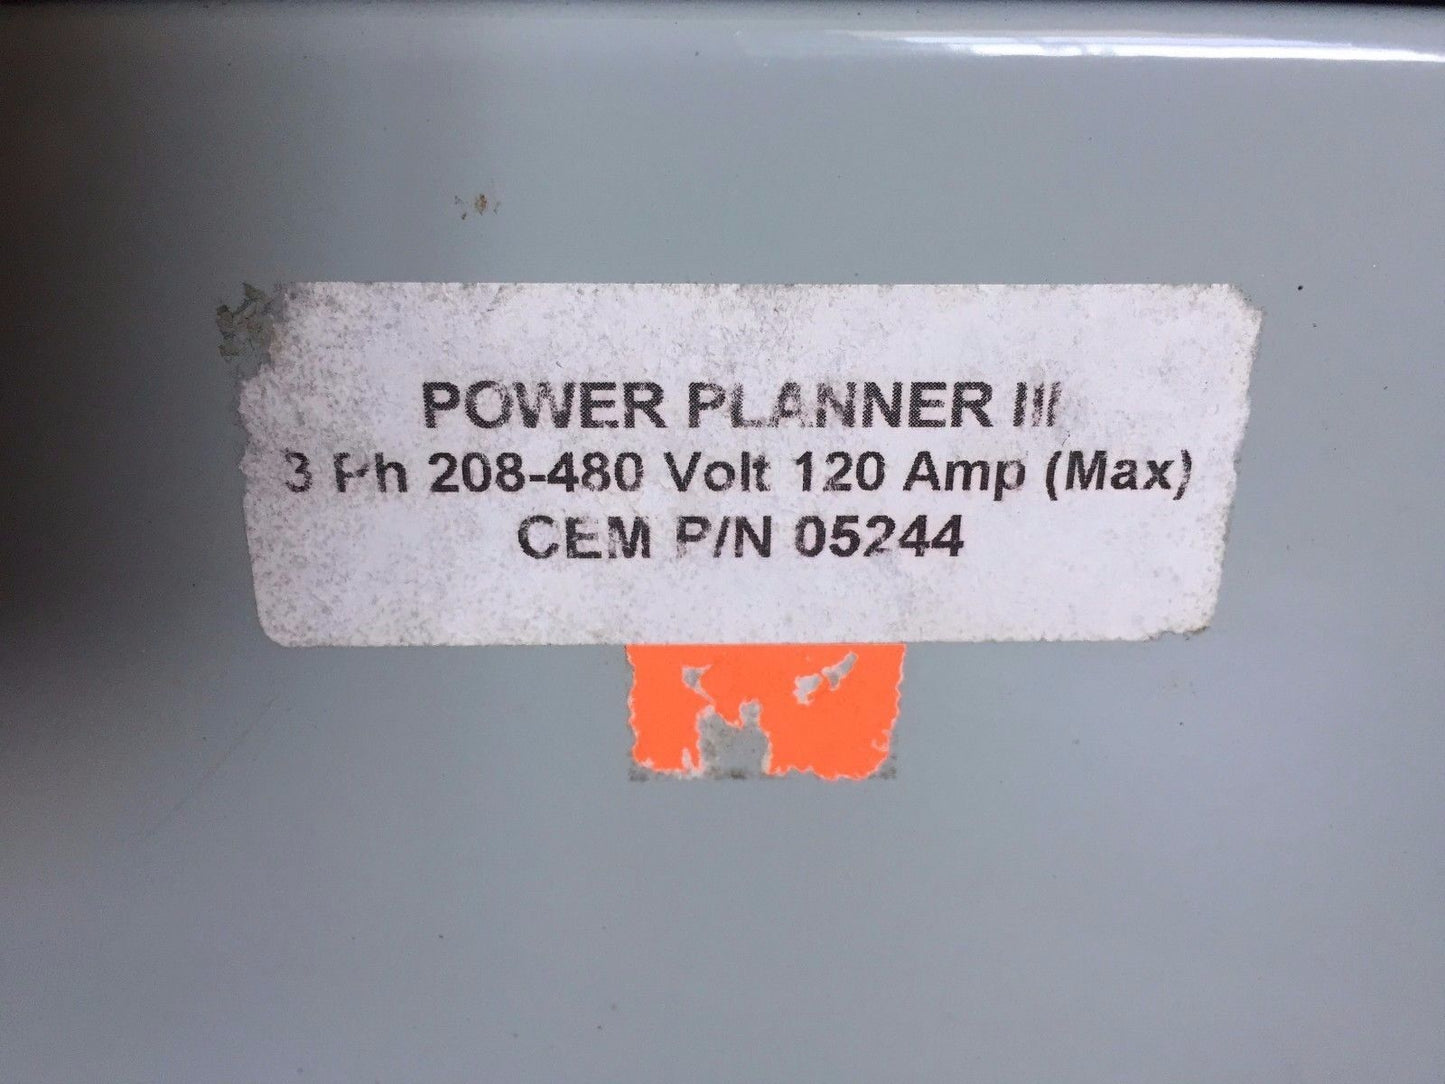 POWER PLANNER III
3 Ph 208-480 Volt 120 Amp (Max)
CEM P/N 05244